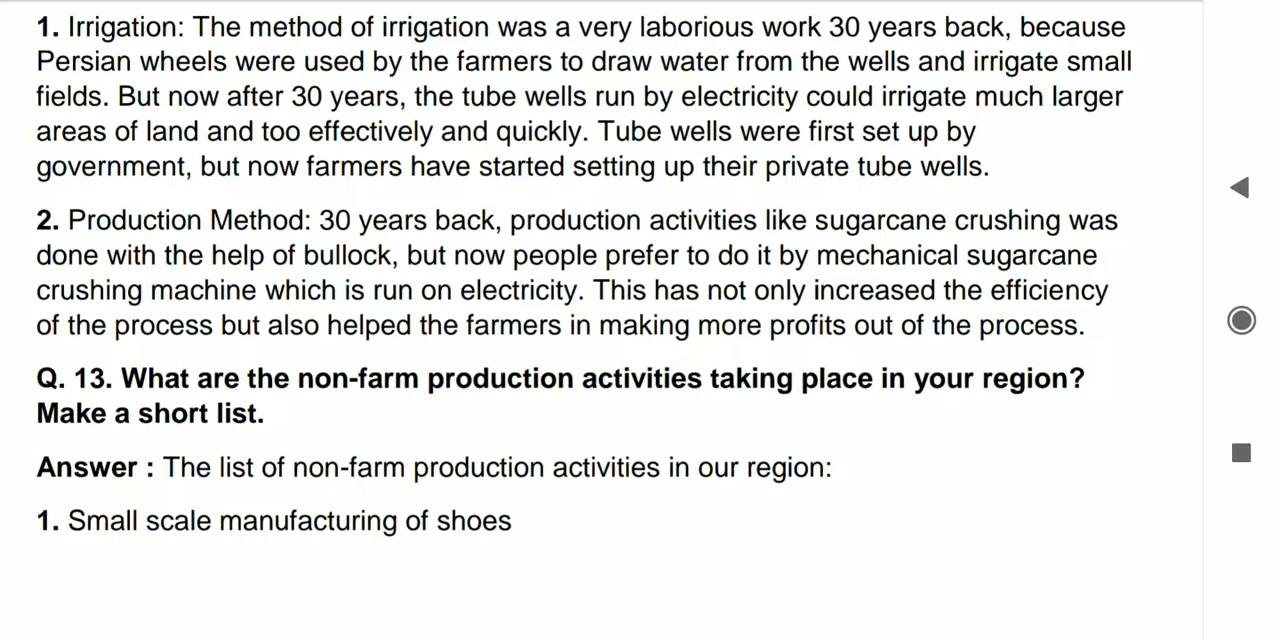 1. Irrigation: The method of irrigation was a very laborious work 30 years back, because
Persian wheels were used by the farmers to draw water from the wells and irrigate small
fields. But now after 30 years, the tube wells run by electricity could irrigate much larger
areas of land and too effectively and quickly. Tube wells were first set up by
government, but now farmers have started setting up their private tube wells.
2. Production Method: 30 years back, production activities like sugarcane crushing was
done with the help of bullock, but now people prefer to do it by mechanical sugarcane
crushing machine which is run on electricity. This has not only increased the efficiency
of the process but also helped the farmers in making more profits out of the process.
Q. 13. What are the non-farm production activities taking place in your region?
Make a short list.
Answer : The list of non-farm production activities in our region:
1. Small scale manufacturing of shoes